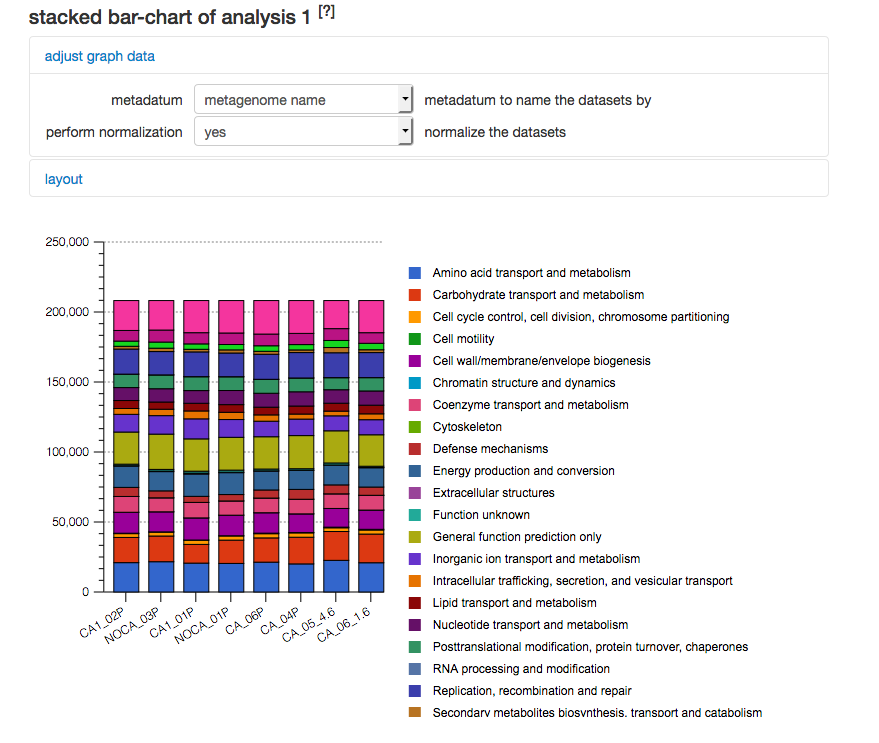 stacked bar-chart of analysis 1 [?]
adjust graph data
metadatum metagenome name metadatum to name the datasets by
perform normalization yes normalize the datasets
layout
250,000
200,000
150,000
100,000
50,000
0
CA1_02P
NOCA_03P
CA1_01P
NOCA_01P
CA_06P
CA_04P
CA_05_4.6
CA_06_1.6
Amino acid transport and metabolism
Carbohydrate transport and metabolism
Cell cycle control, cell division, chromosome partitioning
Cell motility
Cell wall/membrane/envelope biogenesis
Chromatin structure and dynamics
Coenzyme transport and metabolism
Cytoskeleton
Defense mechanisms
Energy production and conversion
Extracellular structures
Function unknown
General function prediction only
Inorganic ion transport and metabolism
Intracellular trafficking, secretion, and vesicular transport
Lipid transport and metabolism
Nucleotide transport and metabolism
Posttranslational modification, protein turnover, chaperones
RNA processing and modification
Replication, recombination and repair
Secondary metabolites biosynthesis, transport and catabolism